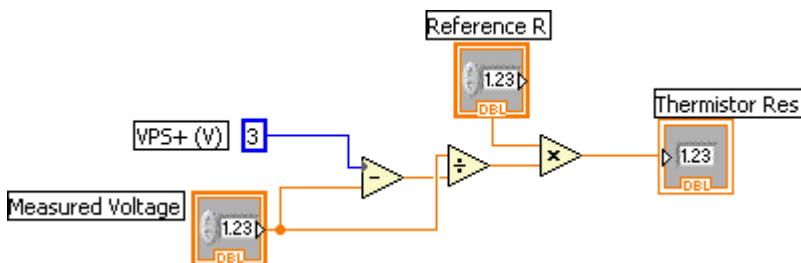 Reference R
1.23
DBL
Thermistor Res
1.23
DBL
VPS+ (V) 3
-
÷
x
Measured Voltage
1.23
DBL